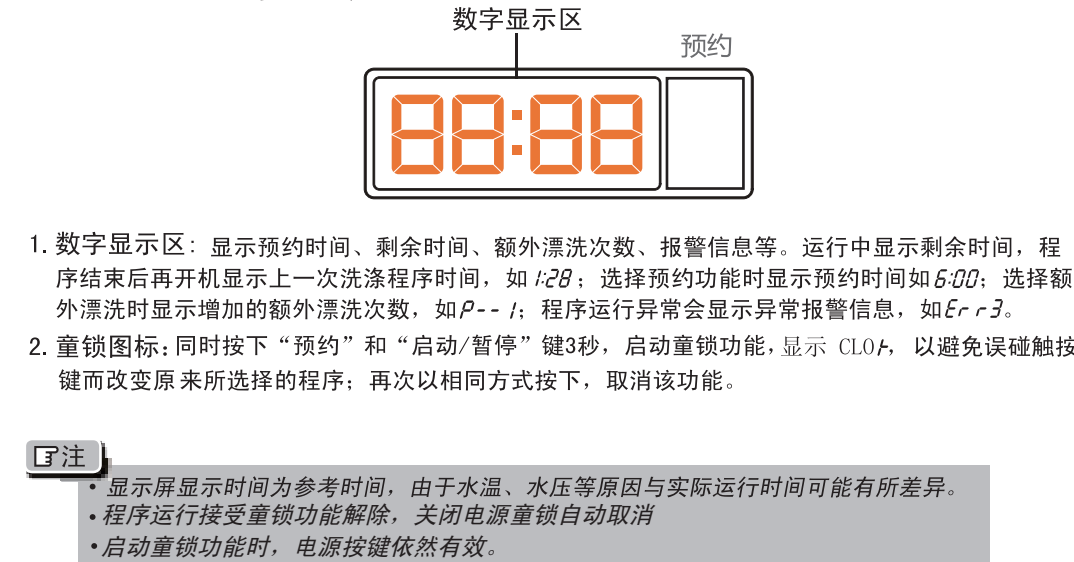 数字显示区
预约
88:88
1. 数字显示区：显示预约时间、剩余时间、额外漂洗次数、报警信息等。运行中显示剩余时间，程
序结束后再开机显示上一次洗涤程序时间，如1:28；选择预约功能时显示预约时间如6:00；选择额
外漂洗时显示增加的额外漂洗次数，如P--1；程序运行异常会显示异常报警信息，如Err3。
2. 童锁图标：同时按下“预约”和“启动/暂停”键3秒，启动童锁功能，显示 CLOt， 以避免误碰触按
键而改变原来所选择的程序；再次以相同方式按下，取消该功能。
注
• 显示屏显示时间为参考时间，由于水温、水压等原因与实际运行时间可能有所差异。
• 程序运行接受童锁功能解除，关闭电源童锁自动取消
• 启动童锁功能时，电源按键依然有效。